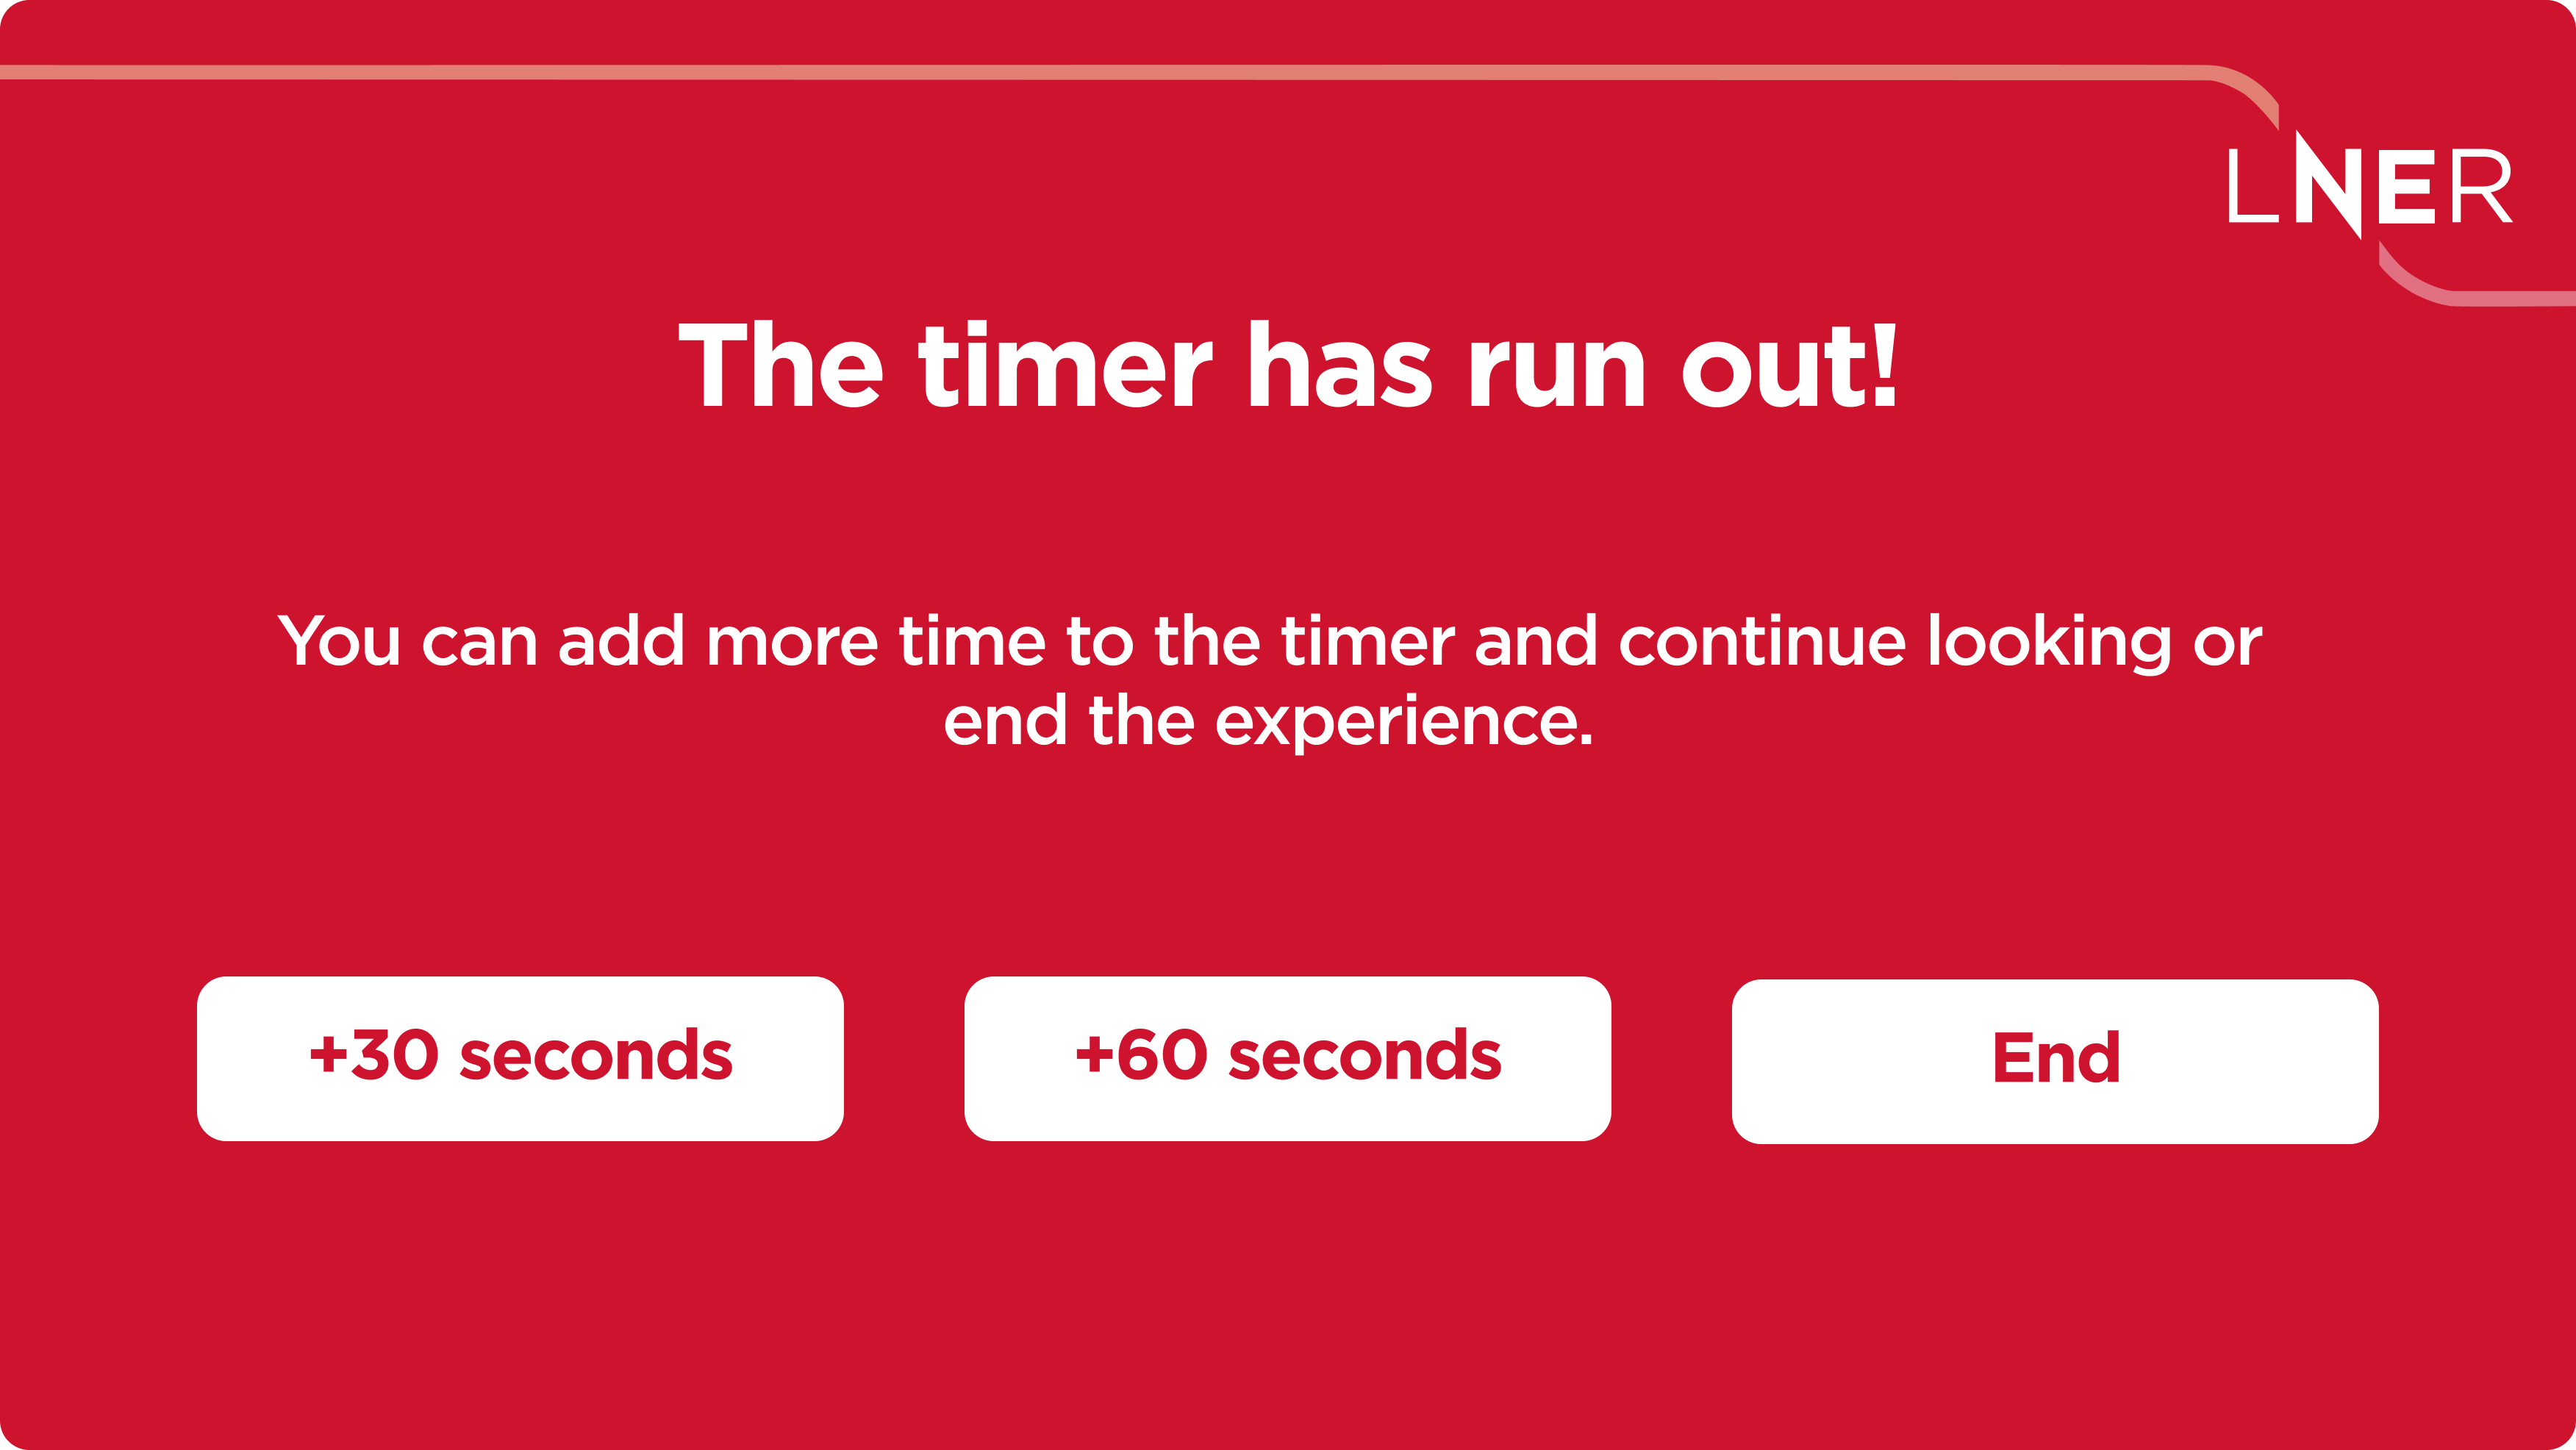 LNER
The timer has run out!
You can add more time to the timer and continue looking or
end the experience.
+30 seconds
+60 seconds
End